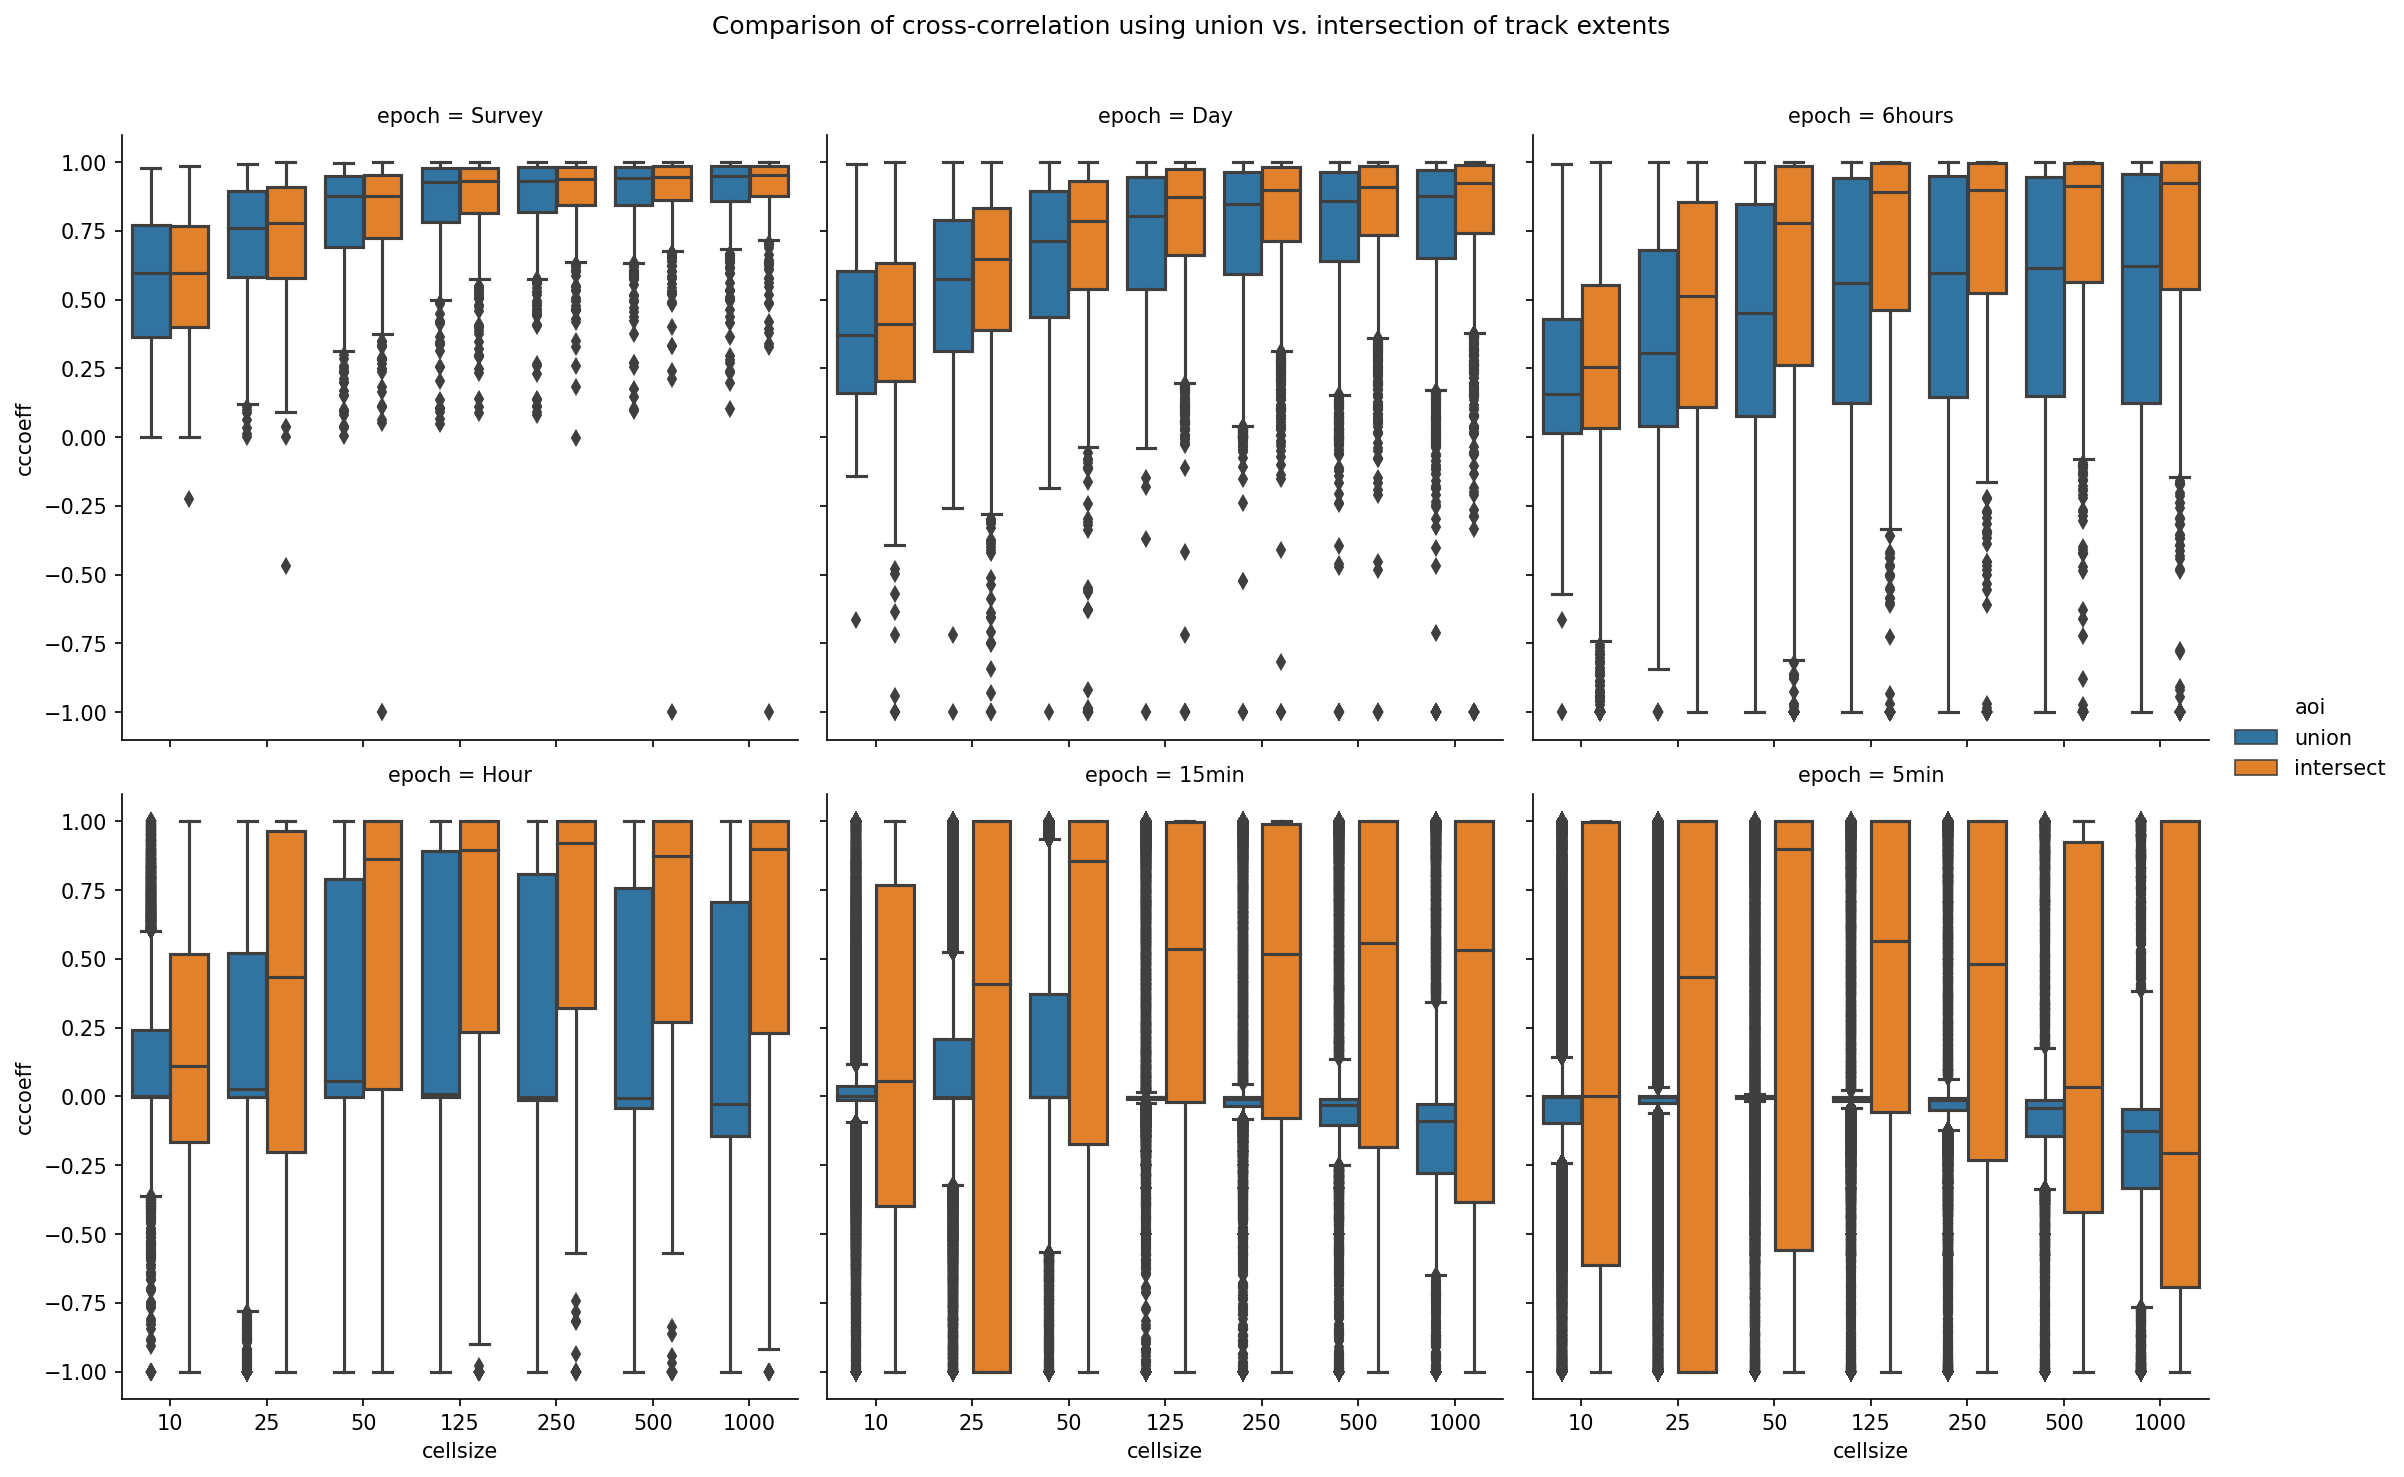 Comparison of cross-correlation using union vs. intersection of track extents
epoch = Survey
epoch = Day
epoch = 6hours
1.00
0.75
0.50
0.25
0.00
−0.25
−0.50
−0.75
−1.00
cccoeff
aoi
union
intersect
epoch = Hour
epoch = 15min
epoch = 5min
1.00
0.75
0.50
0.25
0.00
−0.25
−0.50
−0.75
−1.00
cccoeff
10 25 50 125 250 500 1000
cellsize
10 25 50 125 250 500 1000
cellsize
10 25 50 125 250 500 1000
cellsize